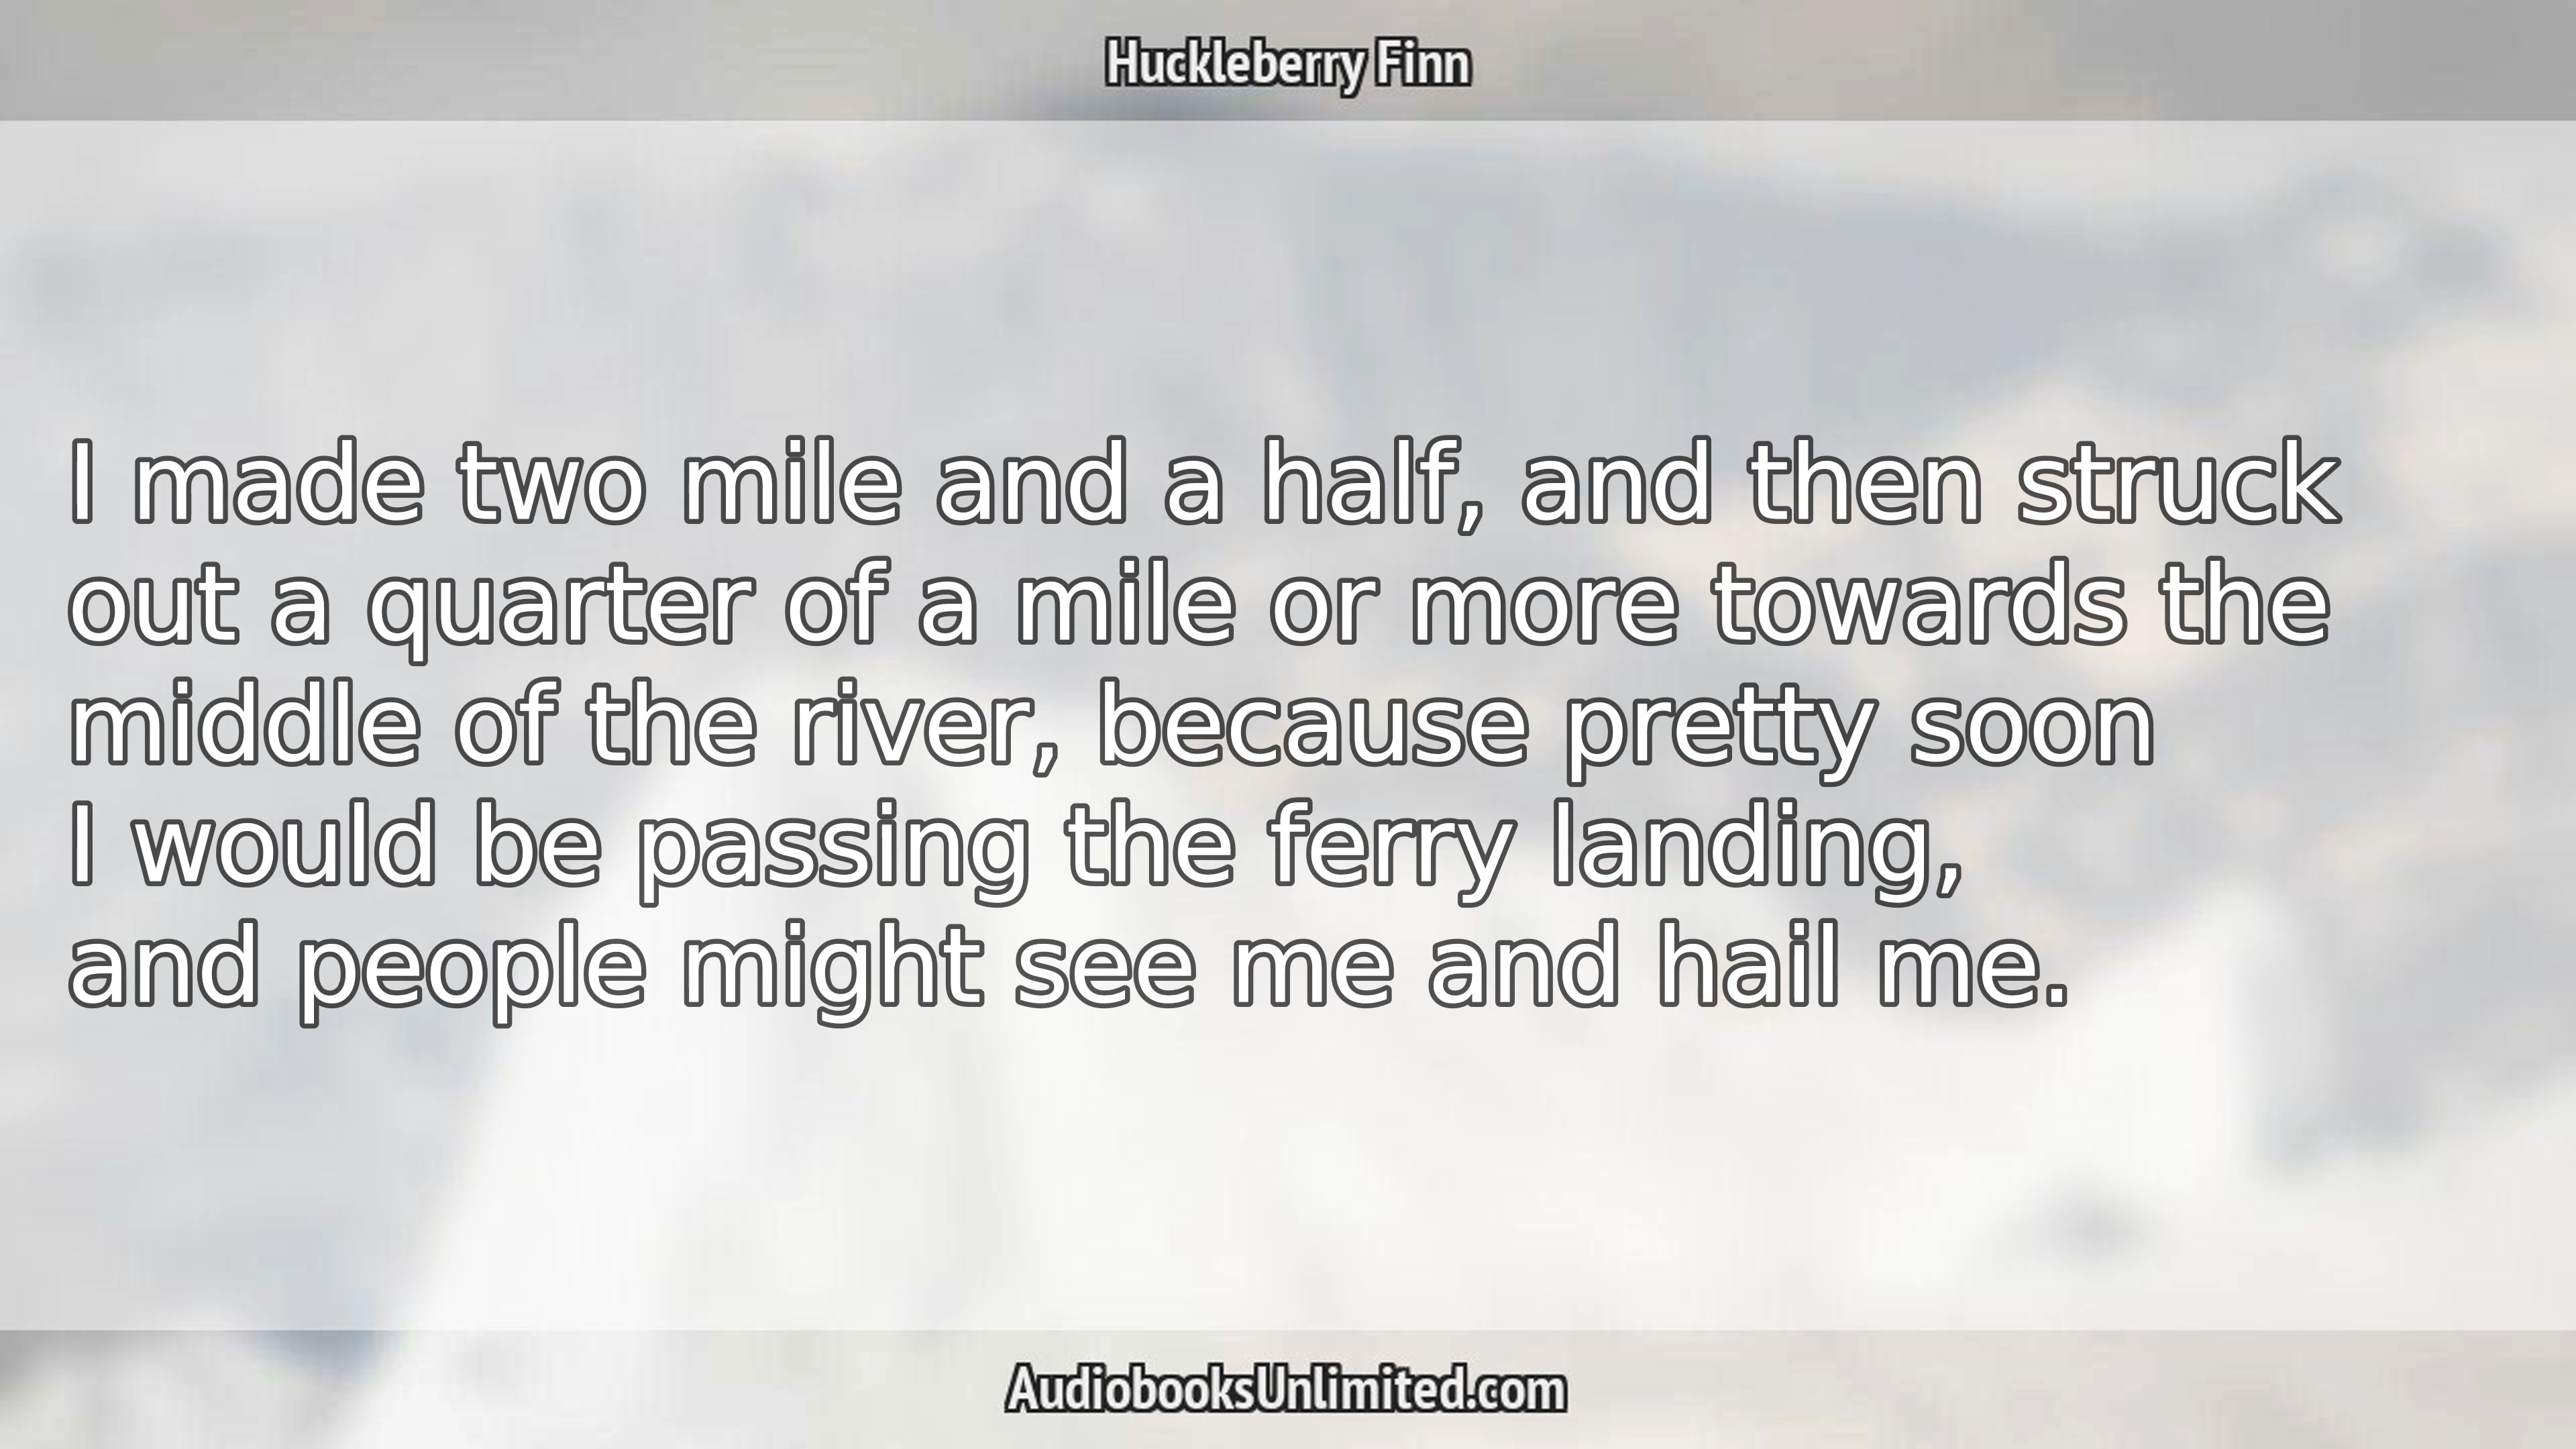 Huckleberry Finn
I made two mile and a half, and then struck
out a quarter of a mile or more towards the
middle of the river, because pretty soon
I would be passing the ferry landing,
and people might see me and hail me.
AudiobooksUnlimited.com